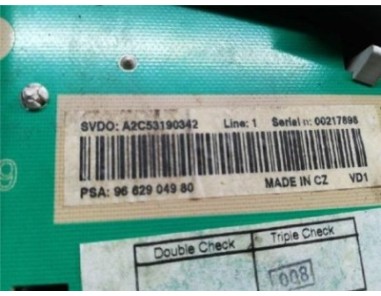 SVDO: A2C53190342 Line: 1 Serial n: 00217898
PSA: 96 629 049 80 MADE IN CZ VD1
Double Check Triple Check
008